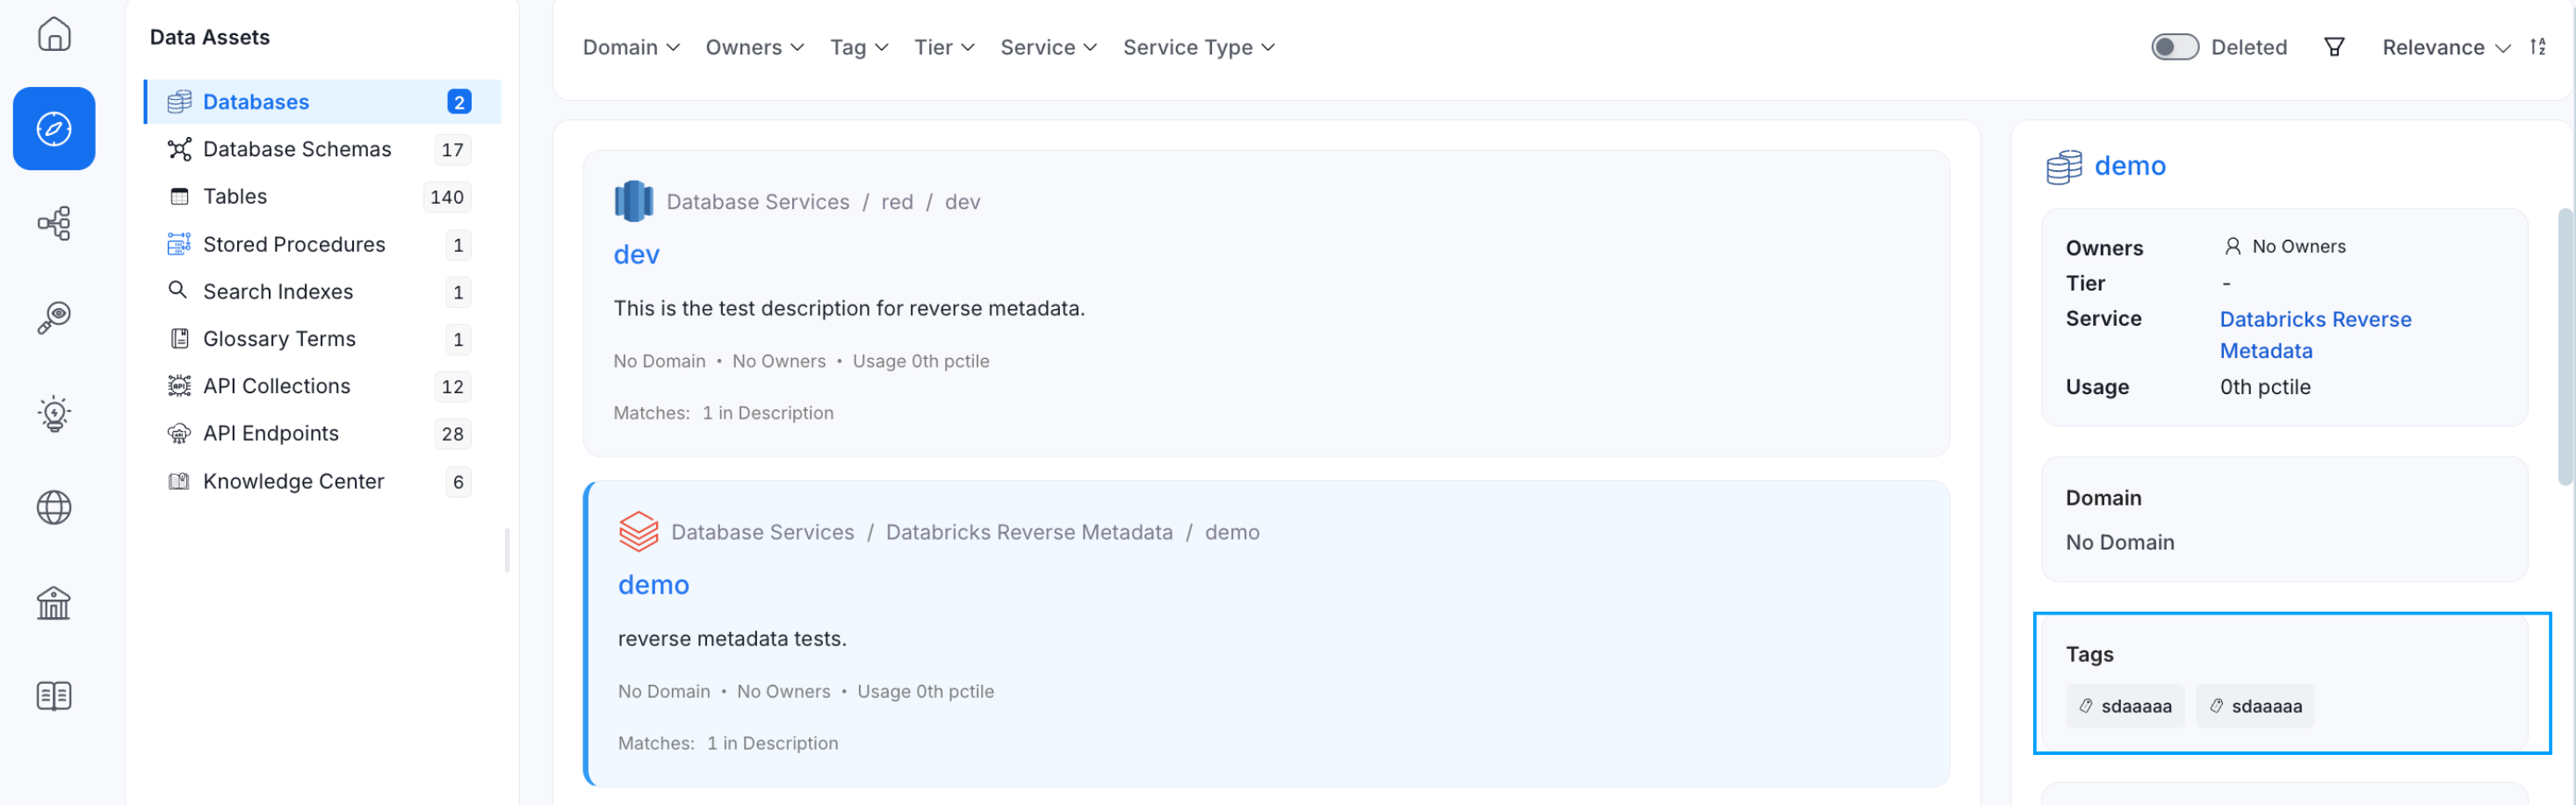 Data Assets
Databases 2
Database Schemas 17
Tables 140
Stored Procedures 1
Search Indexes 1
Glossary Terms 1
API Collections 12
API Endpoints 28
Knowledge Center 6
Domain Owners Tag Tier Service Service Type
Deleted Relevance
Database Services / red / dev
dev
This is the test description for reverse metadata.
No Domain • No Owners • Usage 0th pctile
Matches: 1 in Description
Database Services / Databricks Reverse Metadata / demo
demo
reverse metadata tests.
No Domain • No Owners • Usage 0th pctile
Matches: 1 in Description
demo
Owners No Owners
Tier -
Service Databricks Reverse
Metadata
Usage 0th pctile
Domain
No Domain
Tags
sdaaaaa sdaaaaa